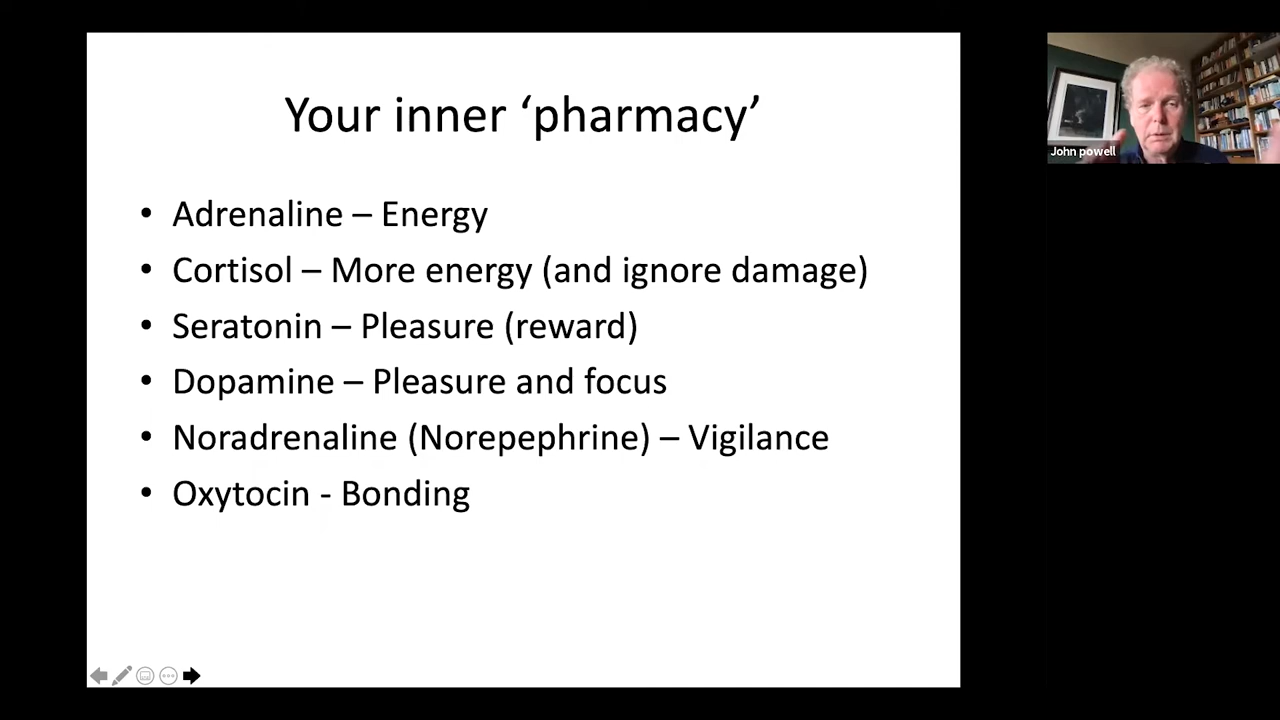 Your inner ‘pharmacy’
• Adrenaline – Energy
• Cortisol – More energy (and ignore damage)
• Seratonin – Pleasure (reward)
• Dopamine – Pleasure and focus
• Noradrenaline (Norepephrine) – Vigilance
• Oxytocin - Bonding
John powell